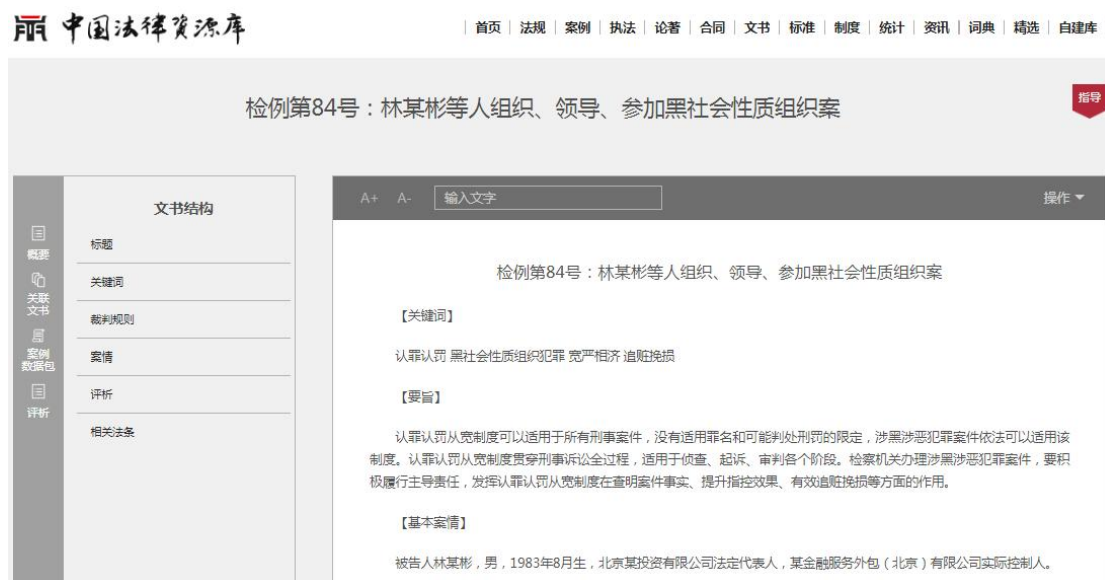 中国法律资源库
首页 | 法规 | 案例 | 执法 | 论著 | 合同 | 文书 | 标准 | 制度 | 统计 | 资讯 | 词典 | 精选 | 自建库
检例第84号：林某彬等人组织、领导、参加黑社会性质组织案
指导
概要
关联
文书
案例
数据包
评析
文书结构
标题
关键词
裁判规则
案情
评析
相关法条
A+ A- 输入文字 操作
检例第84号：林某彬等人组织、领导、参加黑社会性质组织案
【关键词】
认罪认罚 黑社会性质组织犯罪 宽严相济 追赃挽损
【要旨】
认罪认罚从宽制度可以适用于所有刑事案件，没有适用罪名和可能判处刑罚的限定，涉黑涉恶犯罪案件依法可以适用该
制度。认罪认罚从宽制度贯穿刑事诉讼全过程，适用于侦查、起诉、审判各个阶段。检察机关办理涉黑涉恶犯罪案件，要积
极履行主导责任，发挥认罪认罚从宽制度在查明案件事实、提升指控效果、有效追赃挽损等方面的作用。
【基本案情】
被告人林某彬，男，1983年8月生，北京某投资有限公司法定代表人，某金融服务外包（北京）有限公司实际控制人。